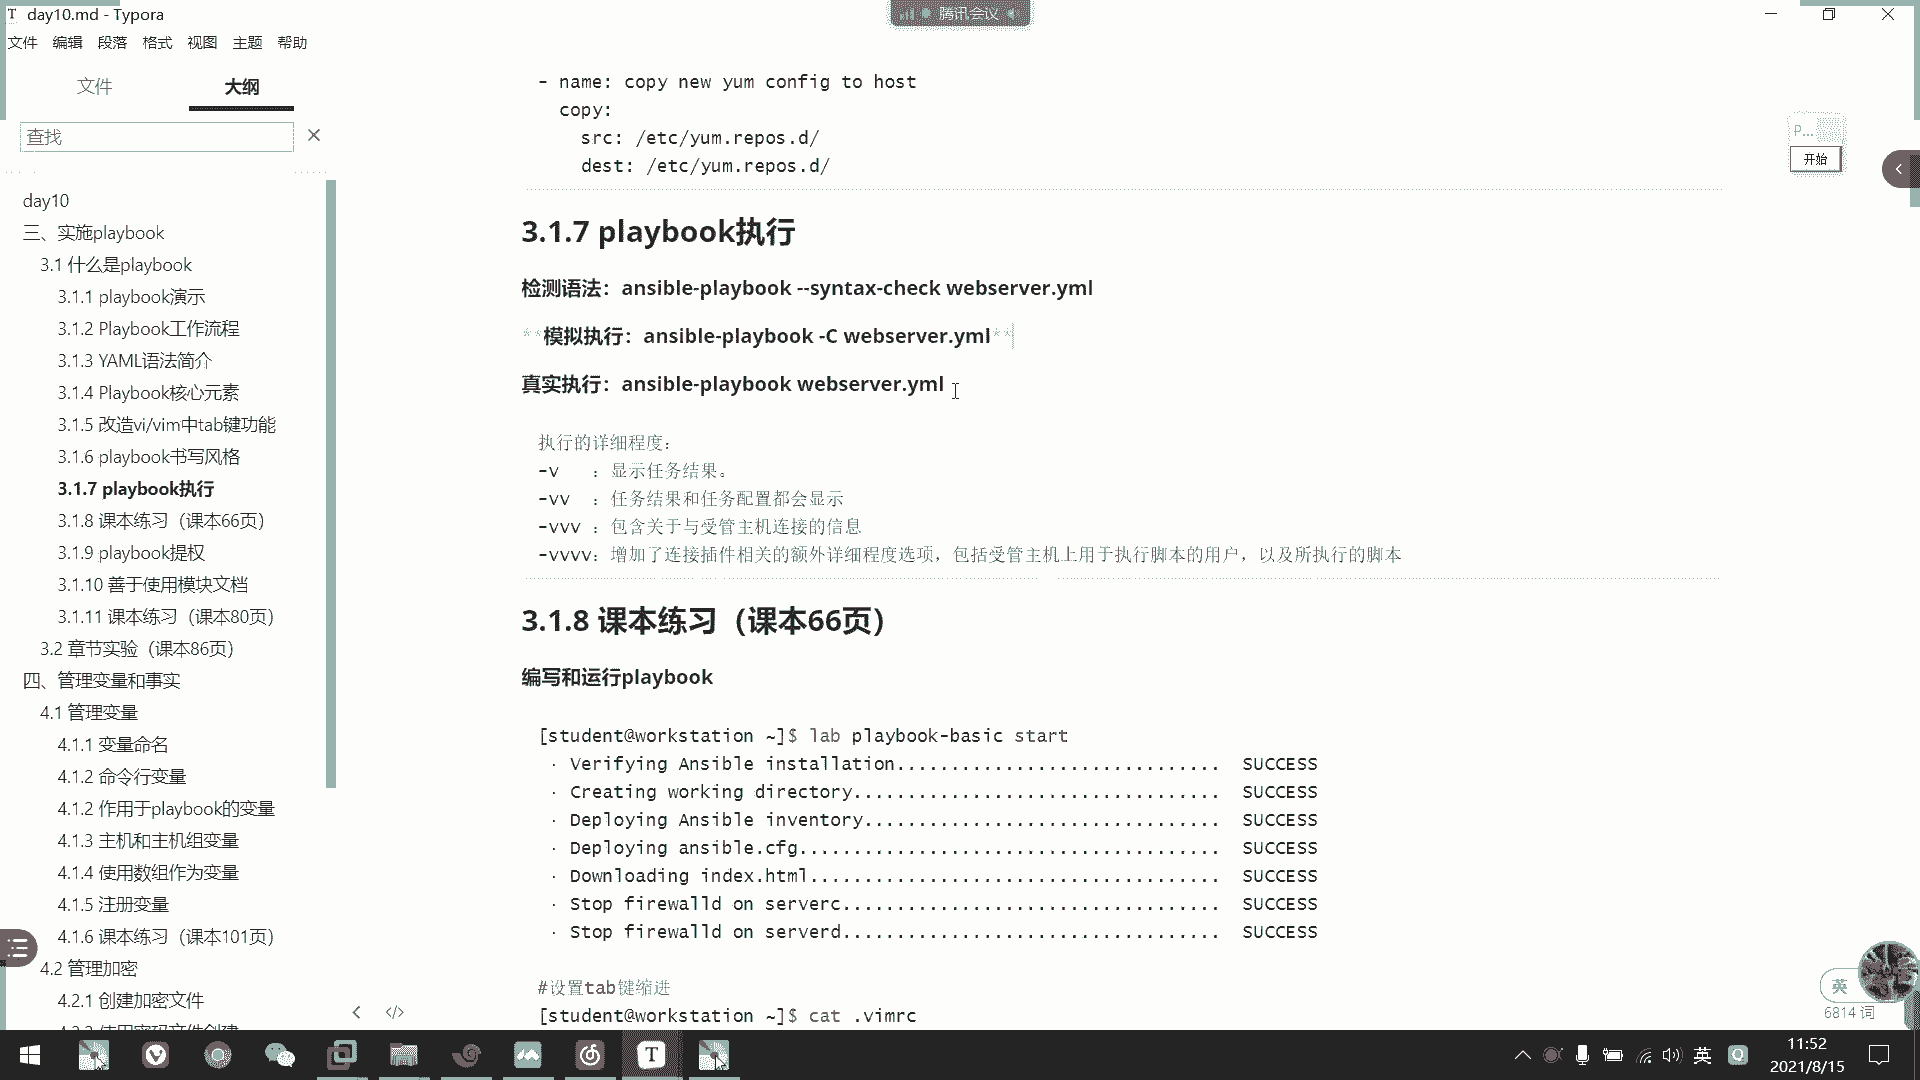 day10.md - Typora
腾讯会议
文件 编辑 段落 格式 视图 主题 帮助
文件 大纲
查找
day10
三、实施playbook
3.1 什么是playbook
3.1.1 playbook演示
3.1.2 Playbook工作流程
3.1.3 YAML语法简介
3.1.4 Playbook核心元素
3.1.5 改造vi/vim中tab键功能
3.1.6 playbook书写风格
3.1.7 playbook执行
3.1.8 课本练习（课本66页）
3.1.9 playbook提权
3.1.10 善于使用模块文档
3.1.11 课本练习（课本80页）
3.2 章节实验（课本86页）
四、管理变量和事实
4.1 管理变量
4.1.1 变量命名
4.1.2 命令行变量
4.1.2 作用于playbook的变量
4.1.3 主机和主机组变量
4.1.4 使用数组作为变量
4.1.5 注册变量
4.1.6 课本练习（课本101页）
4.2 管理加密
4.2.1 创建加密文件
- name: copy new yum config to host
copy:
src: /etc/yum.repos.d/
dest: /etc/yum.repos.d/
3.1.7 playbook执行
检测语法：ansible-playbook --syntax-check webserver.yml
**模拟执行：ansible-playbook -C webserver.yml**
真实执行：ansible-playbook webserver.yml
执行的详细程度：
-v ：显示任务结果。
-vv ：任务结果和任务配置都会显示
-vvv ：包含关于与受管主机连接的信息
-vvvv：增加了连接插件相关的额外详细程度选项，包括受管主机上用于执行脚本的用户，以及所执行的脚本
3.1.8 课本练习（课本66页）
编写和运行playbook
[student@workstation ~]$ lab playbook-basic start
· Verifying Ansible installation.............................. SUCCESS
· Creating working directory.................................. SUCCESS
· Deploying Ansible inventory................................. SUCCESS
· Deploying ansible.cfg....................................... SUCCESS
· Downloading index.html...................................... SUCCESS
· Stop firewalld on serverc................................... SUCCESS
· Stop firewalld on serverd................................... SUCCESS
#设置tab键缩进
[student@workstation ~]$ cat .vimrc
P...
开始
英
6814 词
英
11:52
2021/8/15